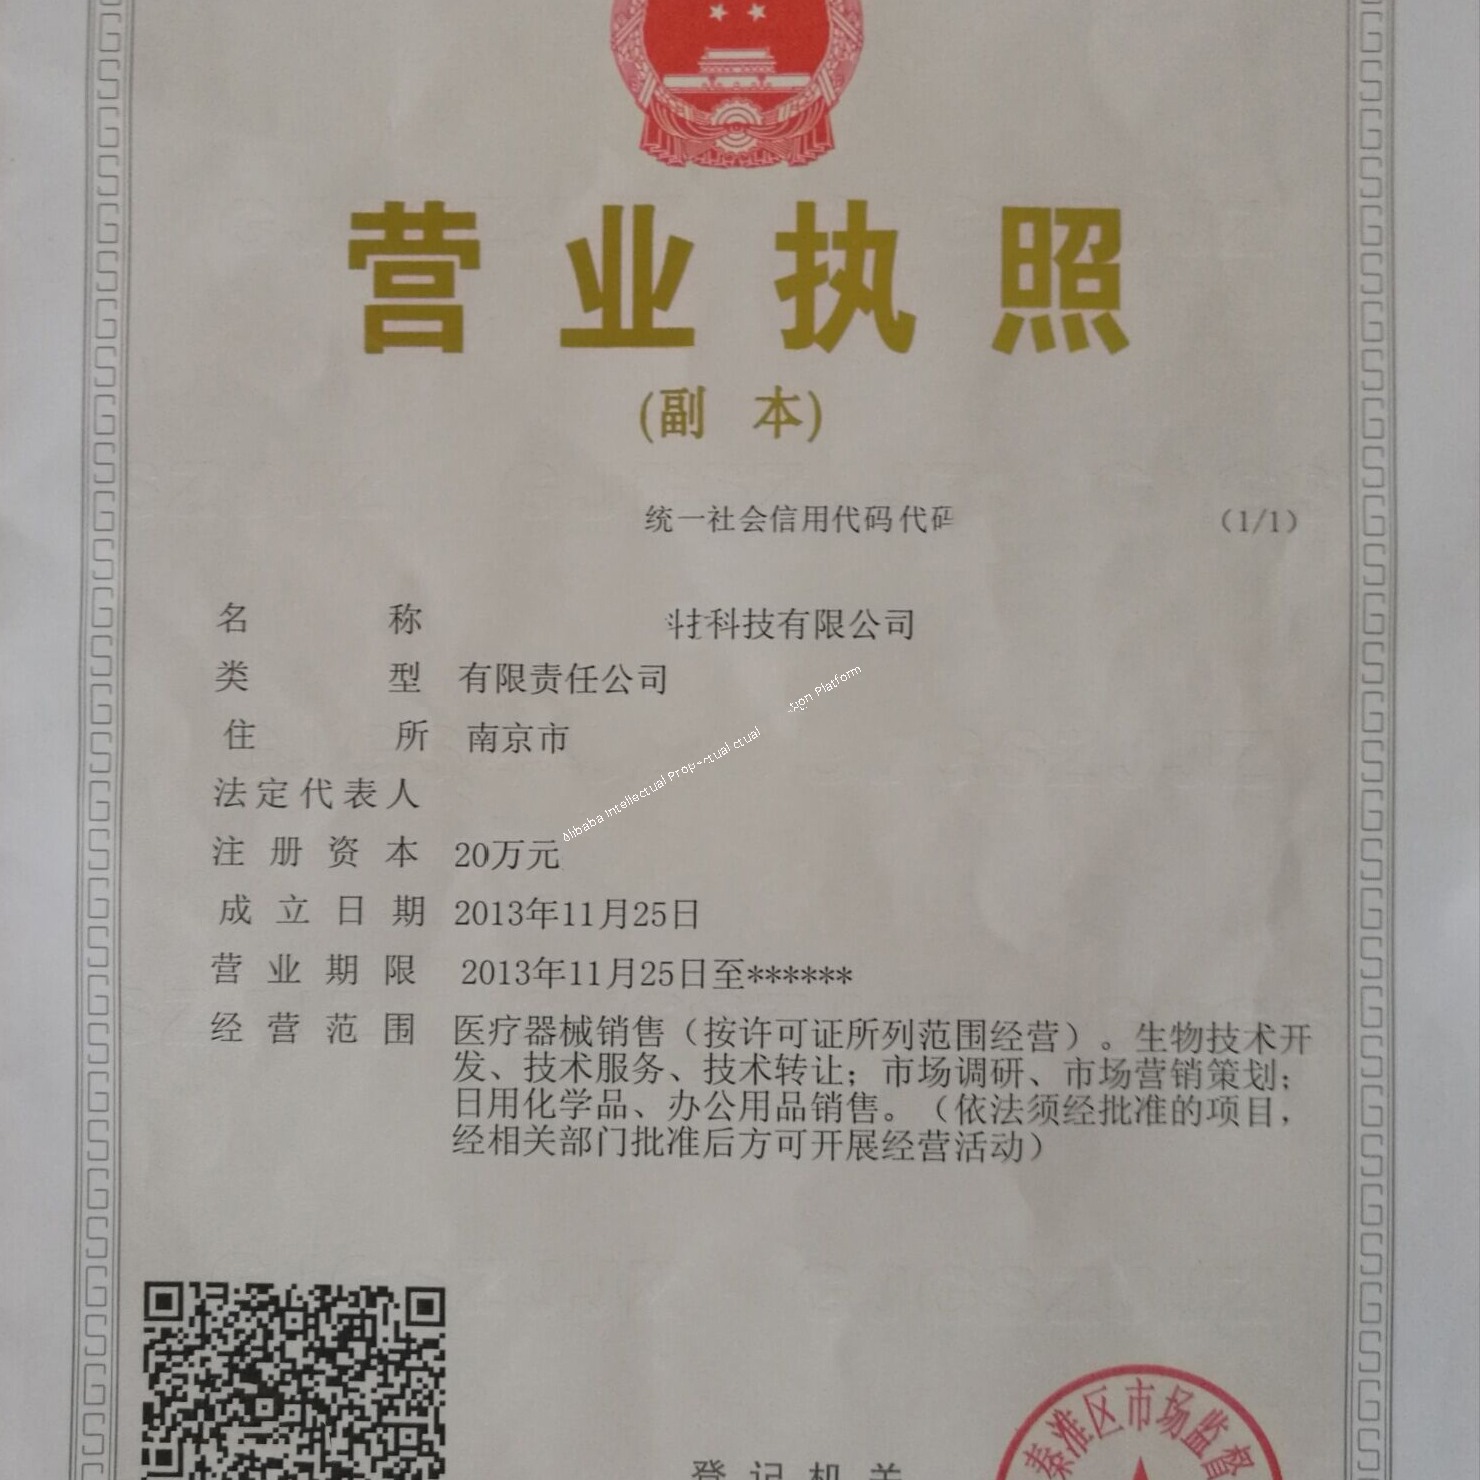 营业执照
(副 本)
统一社会信用代码代码 (1/1)
名 称 科技有限公司
类 型 有限责任公司
住 所 南京市
法定代表人
注册资本 20万元
成立日期 2013年11月25日
营业期限 2013年11月25日至******
经营范围 医疗器械销售（按许可证所列范围经营）。生物技术开
发、技术服务、技术转让；市场调研、市场营销策划；
日用化学品、办公用品销售。（依法须经批准的项目，
经相关部门批准后方可开展经营活动）
Alibaba Intellectual Platform
登记机关
秦淮区市场监督